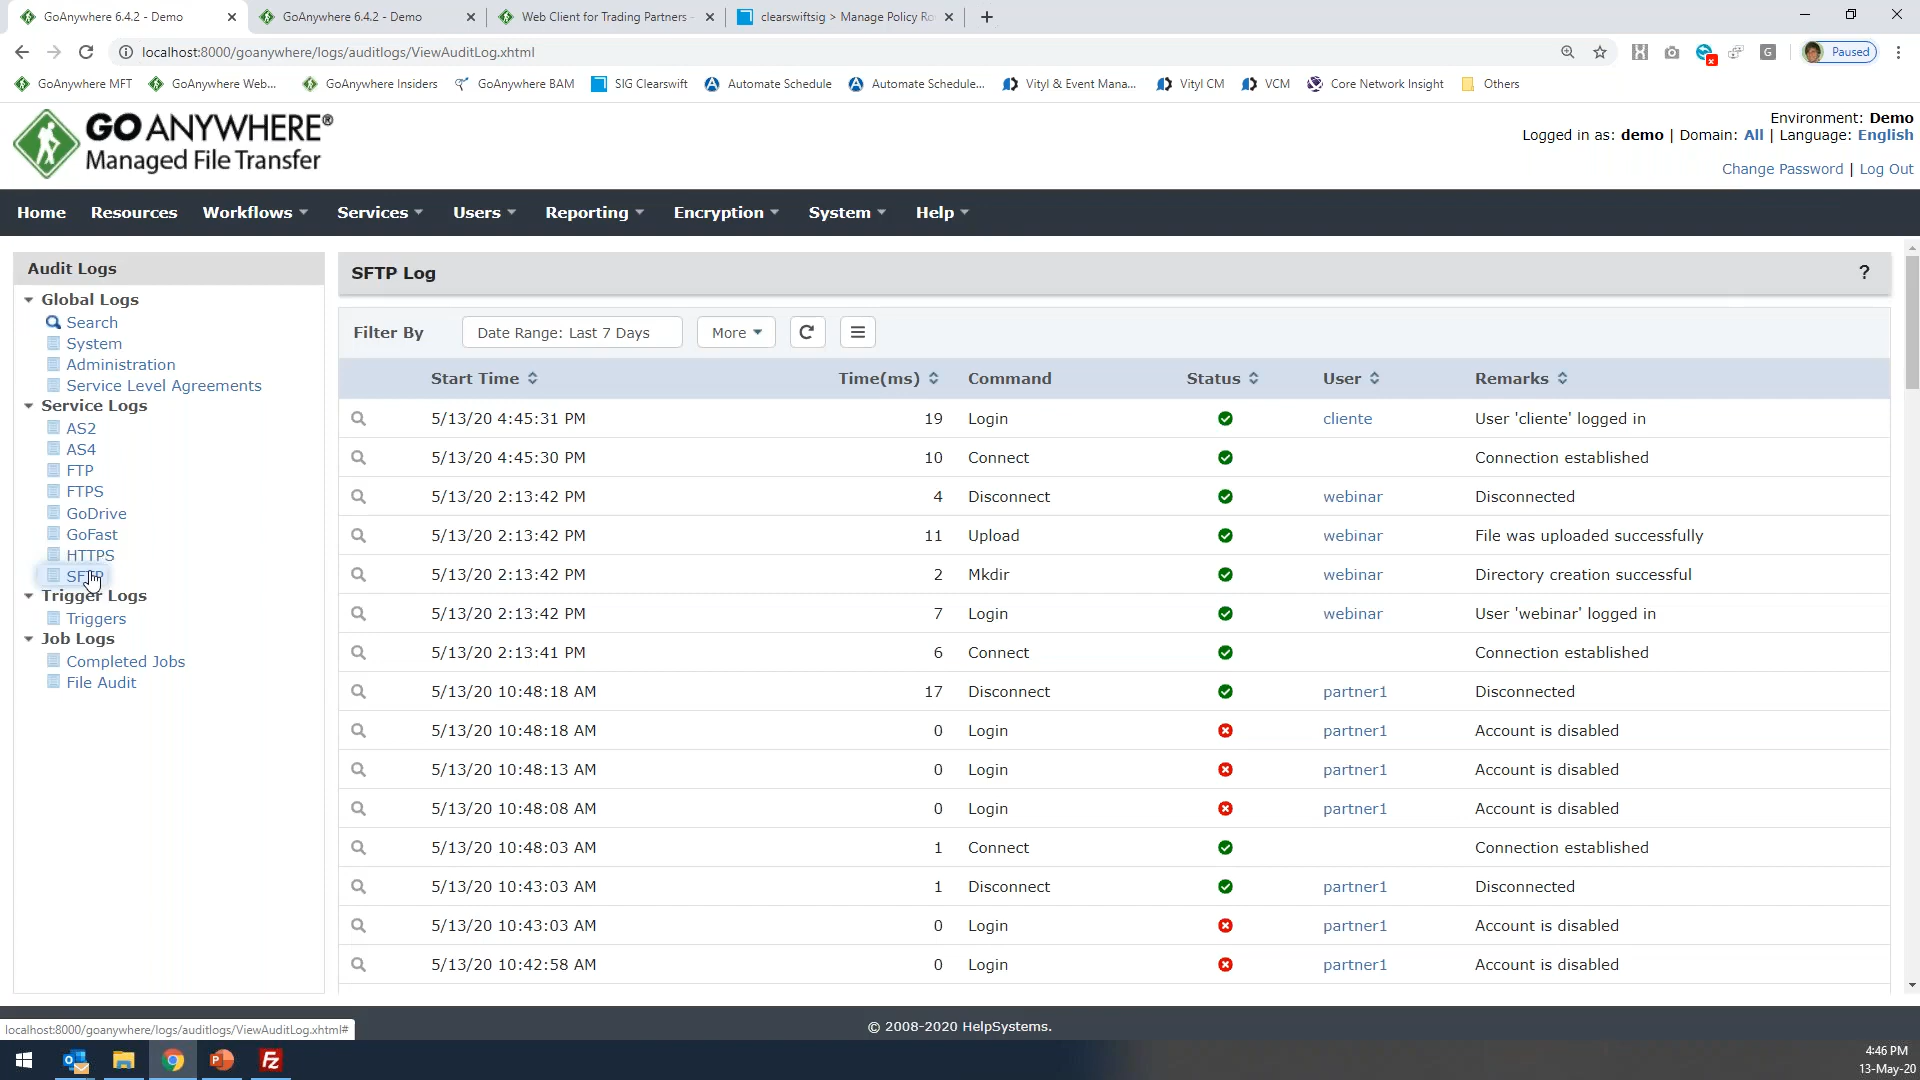 GoAnywhere 6.4.2 - Demo
GoAnywhere 6.4.2 - Demo
Web Client for Trading Partners -
clearswiftsig > Manage Policy Ro
localhost:8000/goanywhere/logs/auditlogs/ViewAuditLog.xhtml
Paused
GoAnywhere MFT
GoAnywhere Web...
GoAnywhere Insiders
GoAnywhere BAM
SIG Clearswift
Automate Schedule
Automate Schedule...
Vityl & Event Mana...
Vityl CM
VCM
Core Network Insight
Others
GO ANYWHERE®
Managed File Transfer
Environment: Demo
Logged in as: demo | Domain: All | Language: English
Change Password | Log Out
Home Resources Workflows Services Users Reporting Encryption System Help
Audit Logs
Global Logs
Search
System
Administration
Service Level Agreements
Service Logs
AS2
AS4
FTP
FTPS
GoDrive
GoFast
HTTPS
SFTP
Trigger Logs
Triggers
Job Logs
Completed Jobs
File Audit
SFTP Log ?
Filter By Date Range: Last 7 Days More
Start Time Time(ms) Command Status User Remarks
5/13/20 4:45:31 PM 19 Login cliente User 'cliente' logged in
5/13/20 4:45:30 PM 10 Connect Connection established
5/13/20 2:13:42 PM 4 Disconnect webinar Disconnected
5/13/20 2:13:42 PM 11 Upload webinar File was uploaded successfully
5/13/20 2:13:42 PM 2 Mkdir webinar Directory creation successful
5/13/20 2:13:42 PM 7 Login webinar User 'webinar' logged in
5/13/20 2:13:41 PM 6 Connect Connection established
5/13/20 10:48:18 AM 17 Disconnect partner1 Disconnected
5/13/20 10:48:18 AM 0 Login partner1 Account is disabled
5/13/20 10:48:13 AM 0 Login partner1 Account is disabled
5/13/20 10:48:08 AM 0 Login partner1 Account is disabled
5/13/20 10:48:03 AM 1 Connect Connection established
5/13/20 10:43:03 AM 1 Disconnect partner1 Disconnected
5/13/20 10:43:03 AM 0 Login partner1 Account is disabled
5/13/20 10:42:58 AM 0 Login partner1 Account is disabled
localhost:8000/goanywhere/logs/auditlogs/ViewAuditLog.xhtml#
© 2008-2020 HelpSystems.
4:46 PM
13-May-20